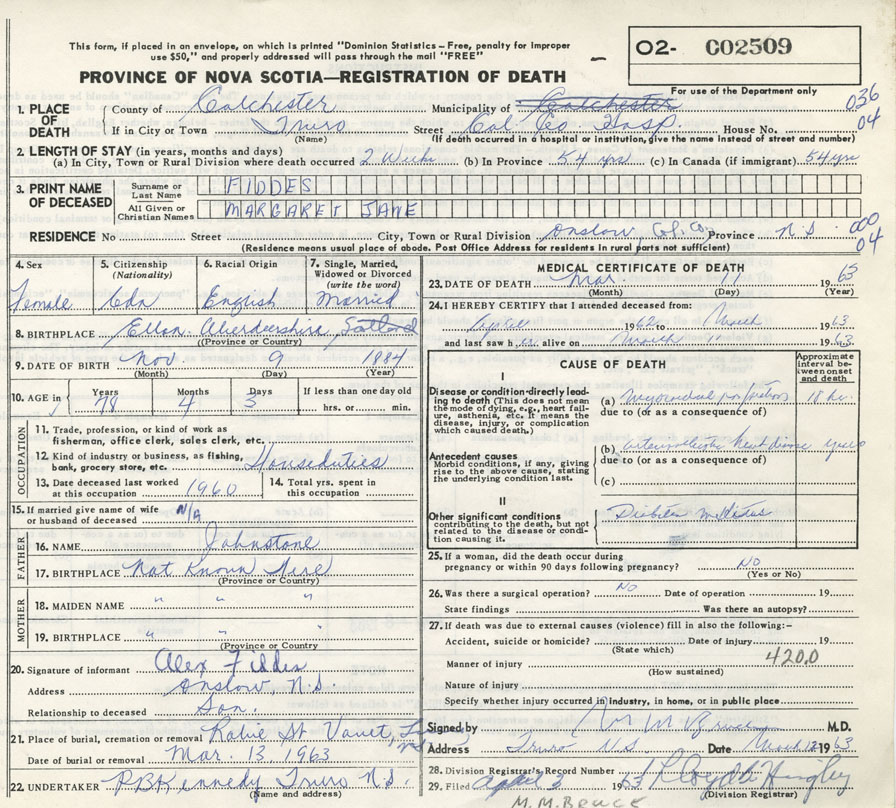 This form, if placed in an envelope, on which is printed "Dominion Statistics - Free, penalty for improper
use $50," and properly addressed will pass through the mail "FREE"
O2- C02509
PROVINCE OF NOVA SCOTIA—REGISTRATION OF DEATH
For use of the Department only
036
04
1. PLACE OF DEATH
County of Colchester Municipality of Colchester
If in City or Town Truro Street Col Co Hosp. House No.
(Name) (If death occurred in a hospital or institution, give the name instead of street and number)
2. LENGTH OF STAY (in years, months and days)
(a) In City, Town or Rural Division where death occurred 2 Weeks (b) In Province 54 yrs (c) In Canada (if immigrant) 54 yrs
3. PRINT NAME OF DECEASED
Surname or Last Name FIDDES
All Given or Christian Names MARGARET JANE
RESIDENCE No Street City, Town or Rural Division Onslow, Col. Co. Province N S
000
04
(Residence means usual place of abode. Post Office Address for residents in rural parts not sufficient)
4. Sex Female
5. Citizenship (Nationality) Cdn
6. Racial Origin English
7. Single, Married, Widowed or Divorced (write the word) Married
8. BIRTHPLACE Ellon Aberdeenshire Scotland
(Province or Country)
9. DATE OF BIRTH Nov. 9 1884
(Month) (Day) (Year)
10. AGE in Years 78 Months 4 Days 3 If less than one day old
hrs. or min.
OCCUPATION
11. Trade, profession, or kind of work as
fisherman, office clerk, sales clerk, etc.
12. Kind of industry or business, as fishing,
bank, grocery store, etc. Houseduties
13. Date deceased last worked
at this occupation 1960
14. Total yrs. spent in
this occupation
15. If married give name of wife
or husband of deceased N/A
FATHER
16. NAME Johnstone
17. BIRTHPLACE Not Known
(Province or Country)
MOTHER
18. MAIDEN NAME " " "
19. BIRTHPLACE " " "
(Province or Country
20. Signature of informant Alex Fiddes
Address Onslow, N.S.
Relationship to deceased Son.
21. Place of burial, cremation or removal
Date of burial or removal Mar. 13, 1963
22. UNDERTAKER P B Kennedy Truro N.S.
(Name and address)
MEDICAL CERTIFICATE OF DEATH
23. DATE OF DEATH Mar. 1963
(Month) (Day) (Year)
24. I HEREBY CERTIFY that I attended deceased from:
1962 to March 1963
and last saw h alive on March 1963
CAUSE OF DEATH
Approximate interval between onset and death
I
Disease or condition directly leading to death (This does not mean the mode of dying, e.g., heart failure, asthenia, etc. It means the disease, injury, or complication which caused death.)
(a) 18 hr.
due to (or as a consequence of)
Antecedent causes
Morbid conditions, if any, giving rise to the above cause, stating the underlying condition last.
(b) heart disease years
due to (or as a consequence of)
(c)
II
Other significant conditions
contributing to the death, but not related to the disease or condition causing it.
Diabetes mellitus
25. If a woman, did the death occur during
pregnancy or within 90 days following pregnancy? NO
(Yes or No)
26. Was there a surgical operation? NO Date of operation 19
State findings Was there an autopsy?
27. If death was due to external causes (violence) fill in also the following:-
Accident, suicide or homicide? Date of injury 19
(State which)
Manner of injury 4200
(How sustained)
Nature of injury
Specify whether injury occurred in industry, in home, or in public place
Signed by M.D.
Address Truro N.S. Date March 12 1963
28. Division Registrar's Record Number
29. Filed April 2 1963
(Division Registrar)
M.M. BRUCE